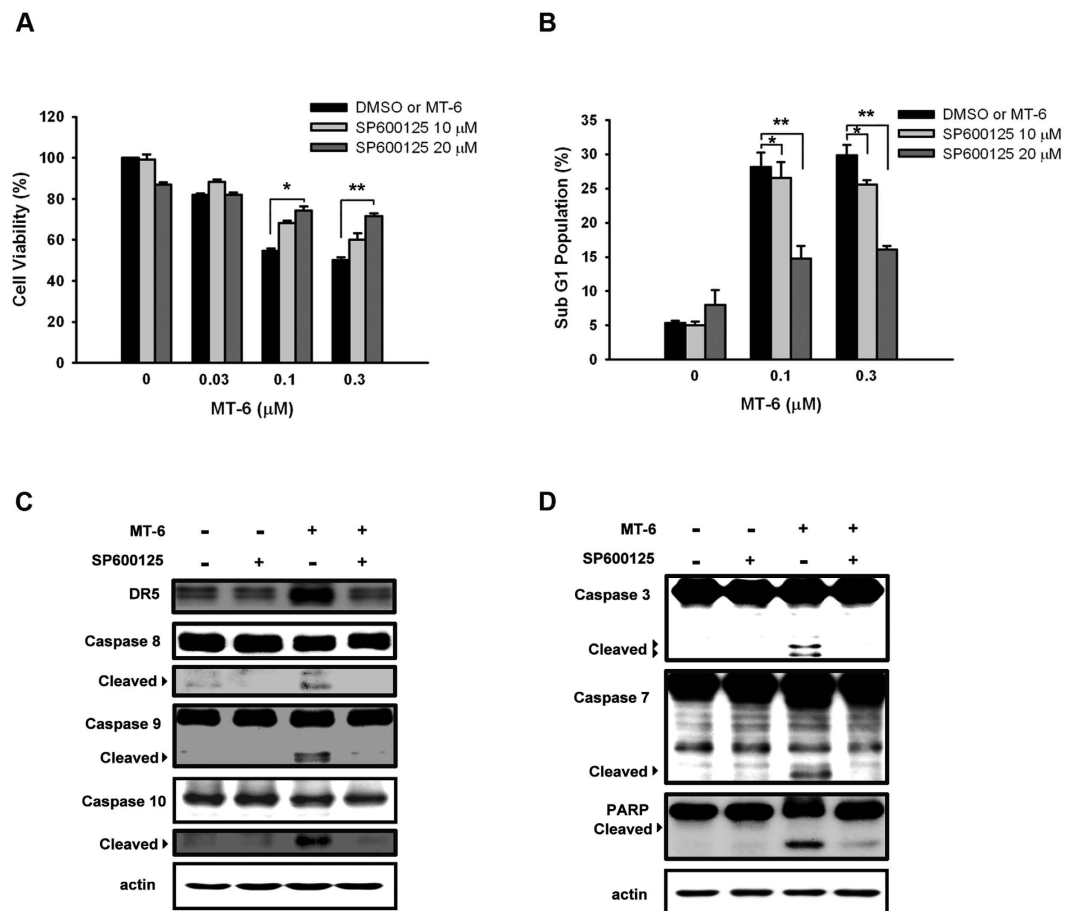 A
DMSO or MT-6
SP600125 10 μM
SP600125 20 μM
Cell Viability (%)
120
100
80
60
40
20
0
*
**
0 0.03 0.1 0.3
MT-6 (μM)
B
DMSO or MT-6
SP600125 10 μM
SP600125 20 μM
Sub G1 Population (%)
35
30
25
20
15
10
5
0
**
*
**
*
0 0.1 0.3
MT-6 (μM)
C
MT-6 - - + +
SP600125 - + - +
DR5
Caspase 8
Cleaved
Caspase 9
Cleaved
Caspase 10
Cleaved
actin
D
MT-6 - - + +
SP600125 - + - +
Caspase 3
Cleaved
Caspase 7
Cleaved
PARP
Cleaved
actin